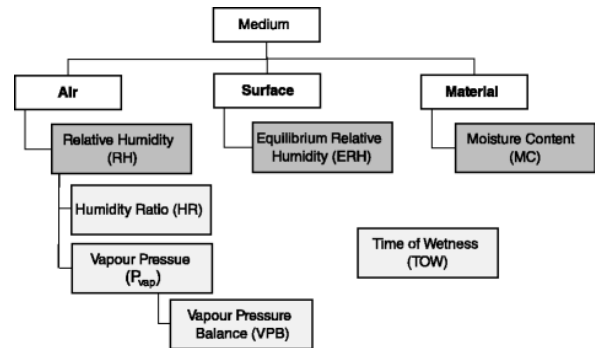 Medium
Air
Surface
Material
Relative Humidity
(RH)
Equilibrium Relative
Humidity (ERH)
Moisture Content
(MC)
Humidity Ratio (HR)
Time of Wetness
(TOW)
Vapour Pressue
(Pvap)
Vapour Pressure
Balance (VPB)